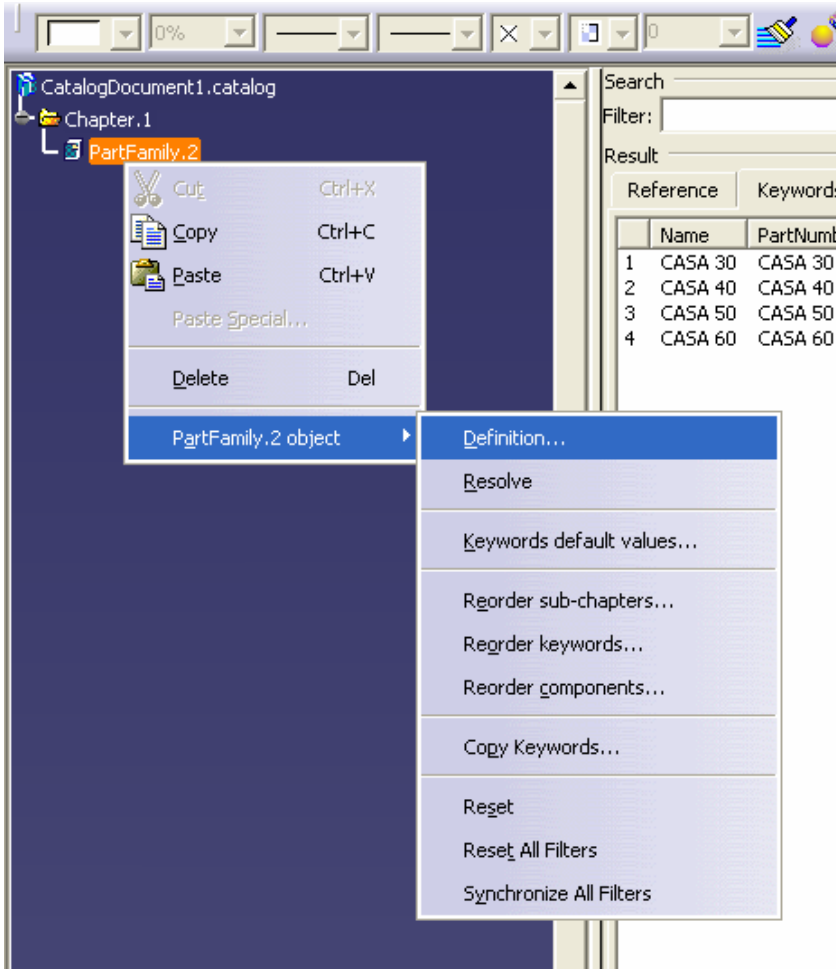 0% 0
CatalogDocument1.catalog
Chapter.1
PartFamily.2
Cut Ctrl+X
Copy Ctrl+C
Paste Ctrl+V
Paste Special...
Delete Del
PartFamily.2 object
Definition...
Resolve
Keywords default values...
Reorder sub-chapters...
Reorder keywords...
Reorder components...
Copy Keywords...
Reset
Reset All Filters
Synchronize All Filters
Search
Filter:
Result
Reference Keywords
Name PartNumb
1 CASA 30 CASA 30
2 CASA 40 CASA 40
3 CASA 50 CASA 50
4 CASA 60 CASA 60